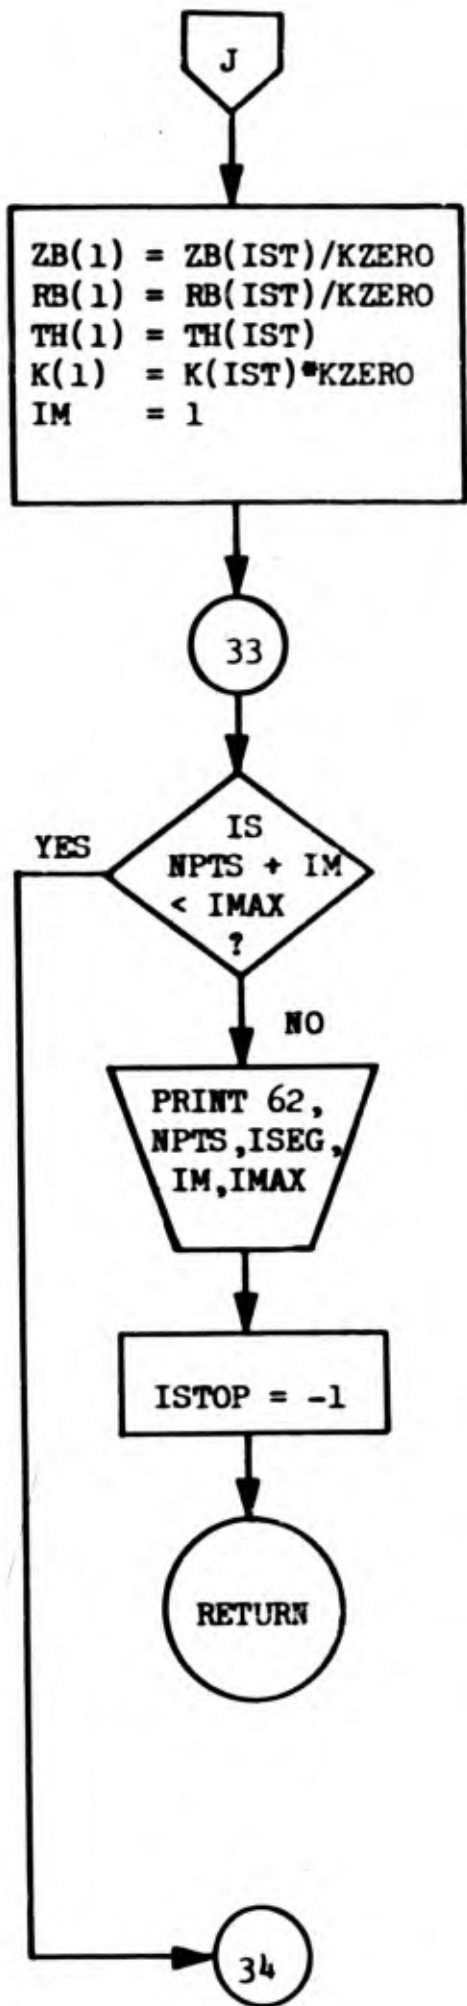 J
ZB(1) = ZB(IST)/KZERO
RB(1) = RB(IST)/KZERO
TH(1) = TH(IST)
K(1) = K(IST)*KZERO
IM = 1
33
YES
IS
NPTS + IM
< IMAX
?
NO
PRINT 62,
NPTS,ISEG,
IM,IMAX
ISTOP = -1
RETURN
34